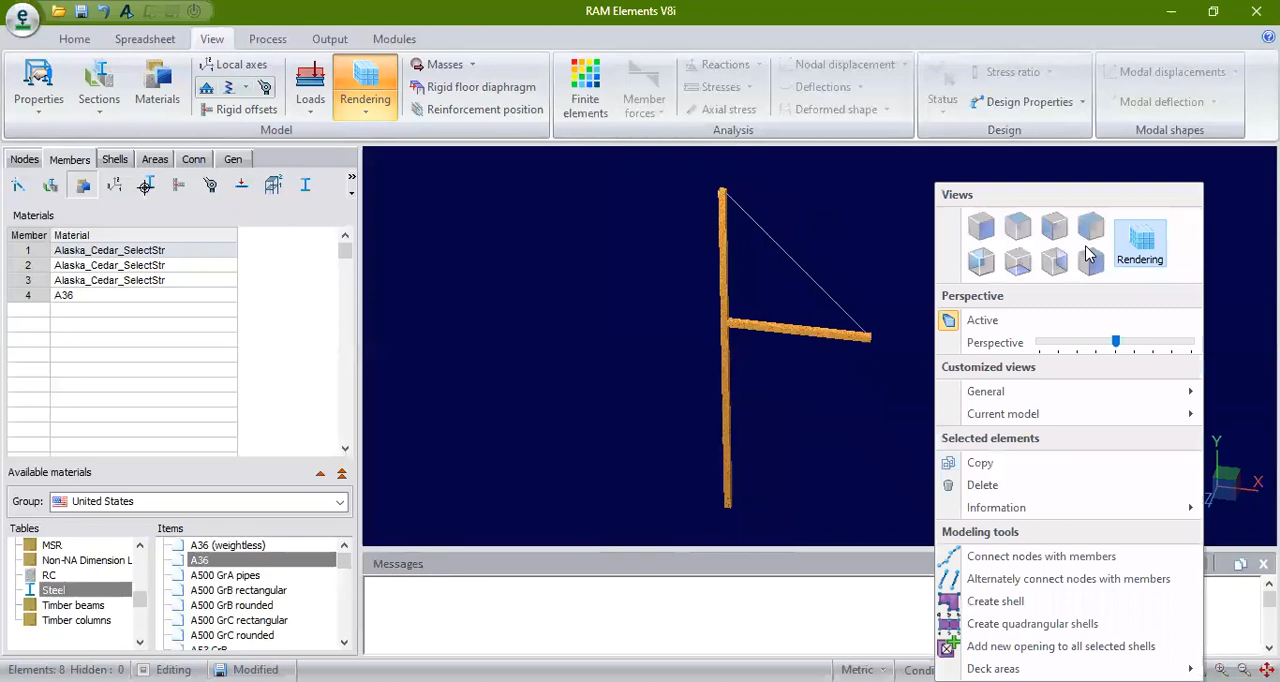 RAM Elements V8i
Home Spreadsheet View Process Output Modules
Properties Sections Materials
Local axes
Rigid offsets
Loads Rendering
Masses
Rigid floor diaphragm
Reinforcement position
Finite elements
Member forces
Reactions
Stresses
Axial stress
Nodal displacement
Deflections
Deformed shape
Status
Stress ratio
Design Properties
Modal displacements
Modal deflection
Model Analysis Design Modal shapes
Nodes Members Shells Areas Conn Gen
Materials
Member Material
1 Alaska_Cedar_SelectStr
2 Alaska_Cedar_SelectStr
3 Alaska_Cedar_SelectStr
4 A36
Available materials
Group: United States
Tables Items
MSR
Non-NA Dimension L
RC
Steel
Timber beams
Timber columns
A36 (weightless)
A36
A500 GrA pipes
A500 GrB rectangular
A500 GrB rounded
A500 GrC rectangular
A500 GrC rounded
Messages
Views
Rendering
Perspective
Active
Perspective
Customized views
General
Current model
Selected elements
Copy
Delete
Information
Modeling tools
Connect nodes with members
Alternately connect nodes with members
Create shell
Create quadrangular shells
Add new opening to all selected shells
Deck areas
Y
X
Z
Elements: 8 Hidden : 0 Editing Modified Metric Condi